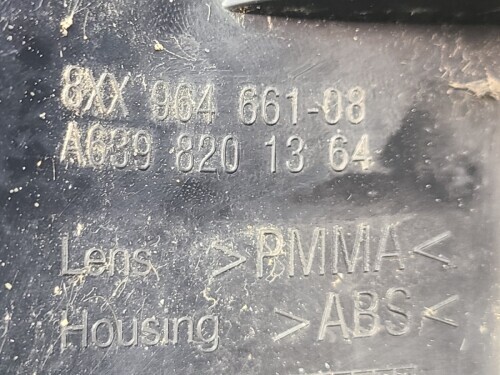 8XX 964 661-08
A639 820 13 64
Lens >PMMA<
Housing >ABS<